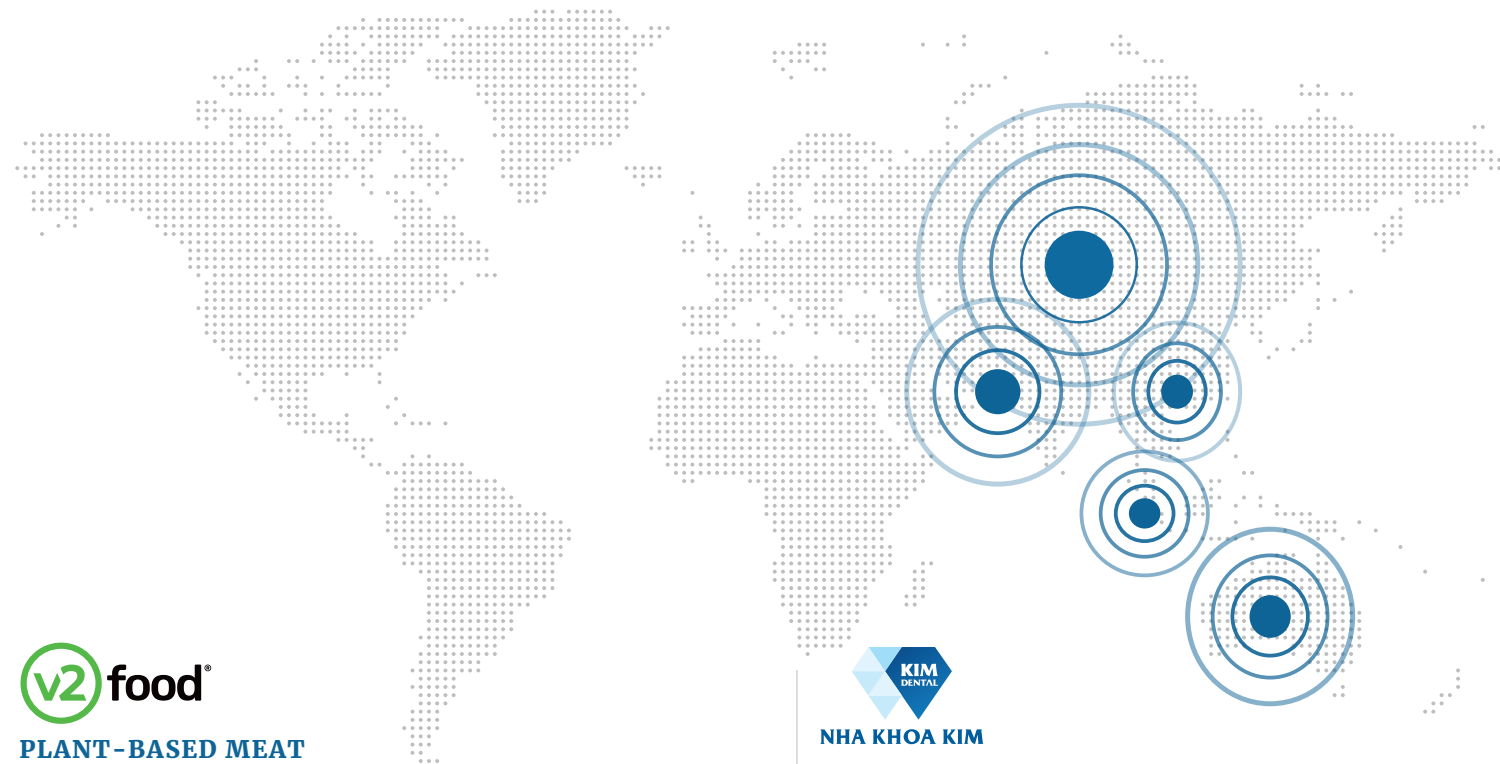 v2food®
PLANT-BASED MEAT
KIM
DENTAL
NHA KHOA KIM